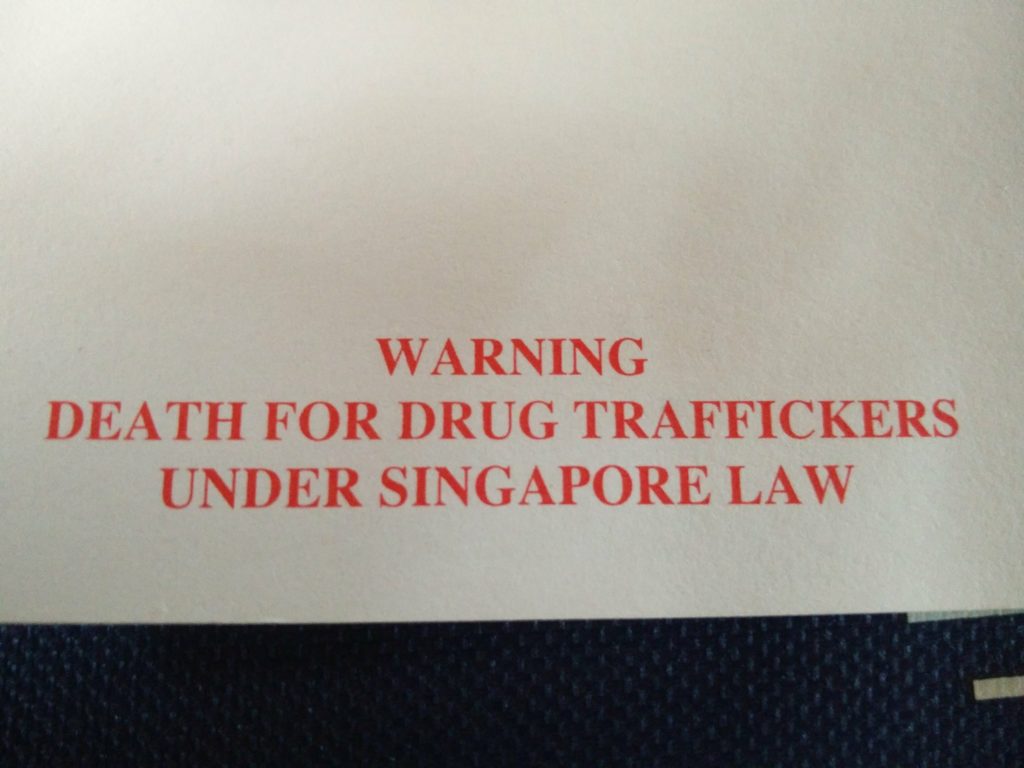 WARNING
DEATH FOR DRUG TRAFFICKERS
UNDER SINGAPORE LAW